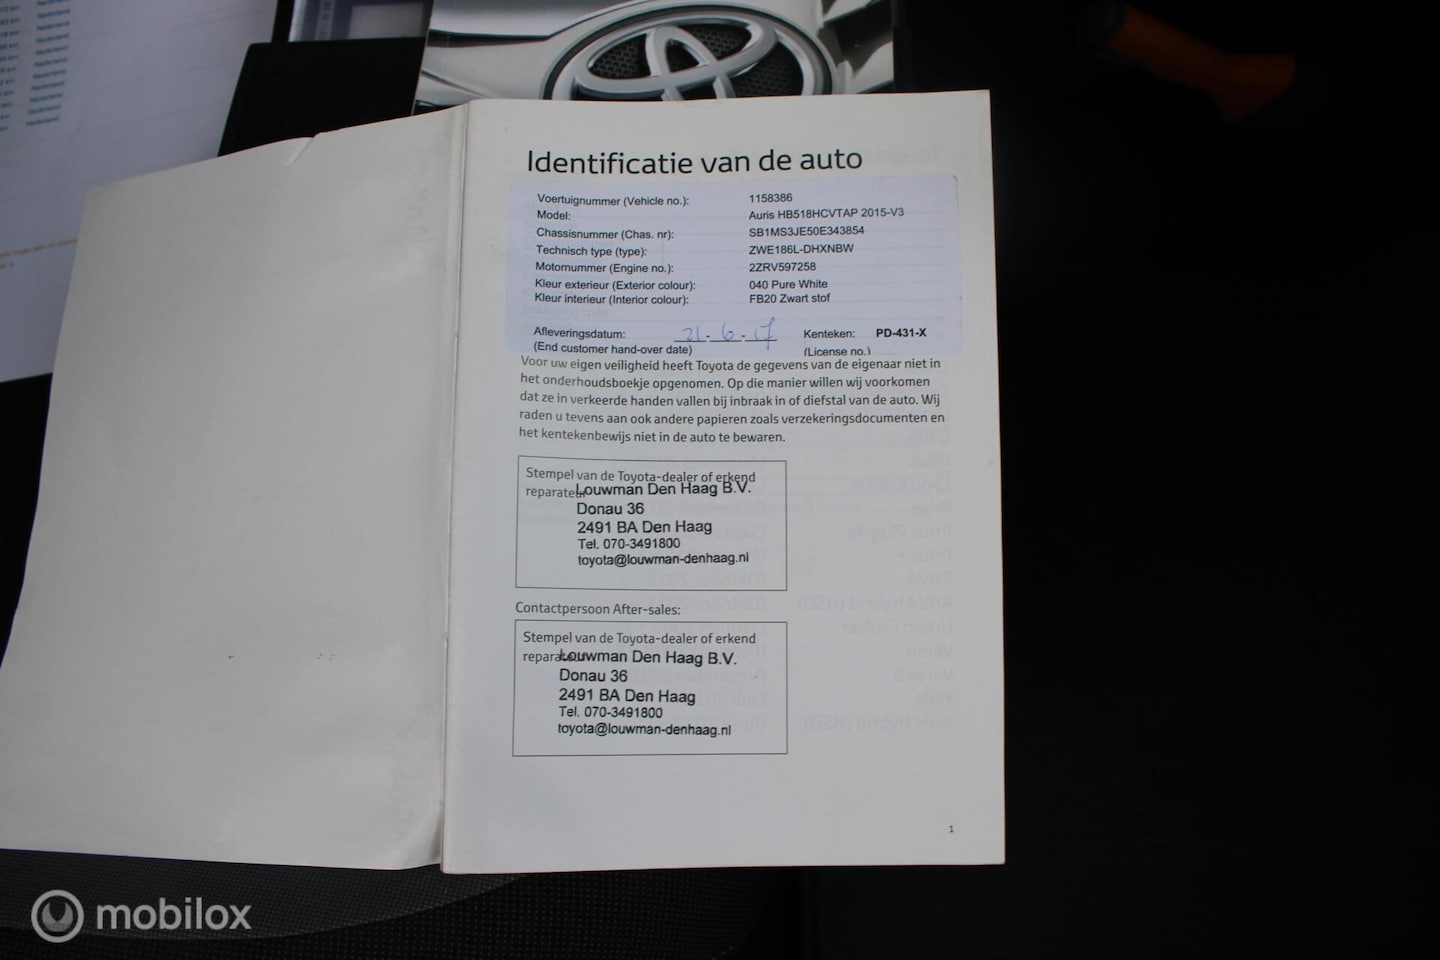 Nederland
Nederland
Nederland
Nederland
Nederland
Nederland
Nederland
Nederland
Identificatie van de auto
Voertuignummer (Vehicle no.): 1158386
Model: Auris HB518HCVTAP 2015-V3
Chassisnummer (Chas. nr): SB1MS3JE50E343854
Technisch type (type): ZWE186L-DHXNBW
Motornummer (Engine no.): 2ZRV597258
Kleur exterieur (Exterior colour): 040 Pure White
Kleur interieur (Interior colour): FB20 Zwart stof
Afleveringsdatum: 21-6-17 Kenteken: PD-431-X
(End customer hand-over date) (License no.)
Voor uw eigen veiligheid heeft Toyota de gegevens van de eigenaar niet in
het onderhoudsboekje opgenomen. Op die manier willen wij voorkomen
dat ze in verkeerde handen vallen bij inbraak in of diefstal van de auto. Wij
raden u tevens aan ook andere papieren zoals verzekeringsdocumenten en
het kentekenbewijs niet in de auto te bewaren.
Stempel van de Toyota-dealer of erkend
reparateur
Louwman Den Haag B.V.
Donau 36
2491 BA Den Haag
Tel. 070-3491800
toyota@louwman-denhaag.nl
Contactpersoon After-sales:
Stempel van de Toyota-dealer of erkend
reparateur
Louwman Den Haag B.V.
Donau 36
2491 BA Den Haag
Tel. 070-3491800
toyota@louwman-denhaag.nl
1
mobilox